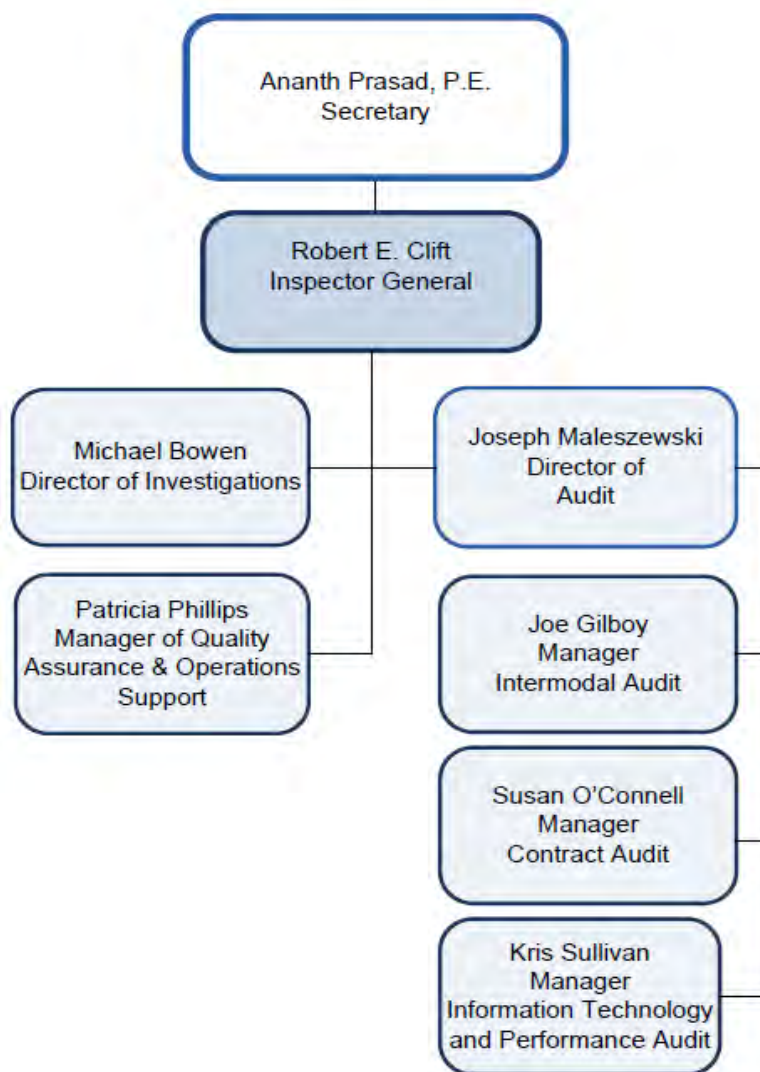 Ananth Prasad, P.E.
Secretary
Robert E. Clift
Inspector General
Michael Bowen
Director of Investigations
Joseph Maleszewski
Director of
Audit
Patricia Phillips
Manager of Quality
Assurance & Operations
Support
Joe Gilboy
Manager
Intermodal Audit
Susan O'Connell
Manager
Contract Audit
Kris Sullivan
Manager
Information Technology
and Performance Audit